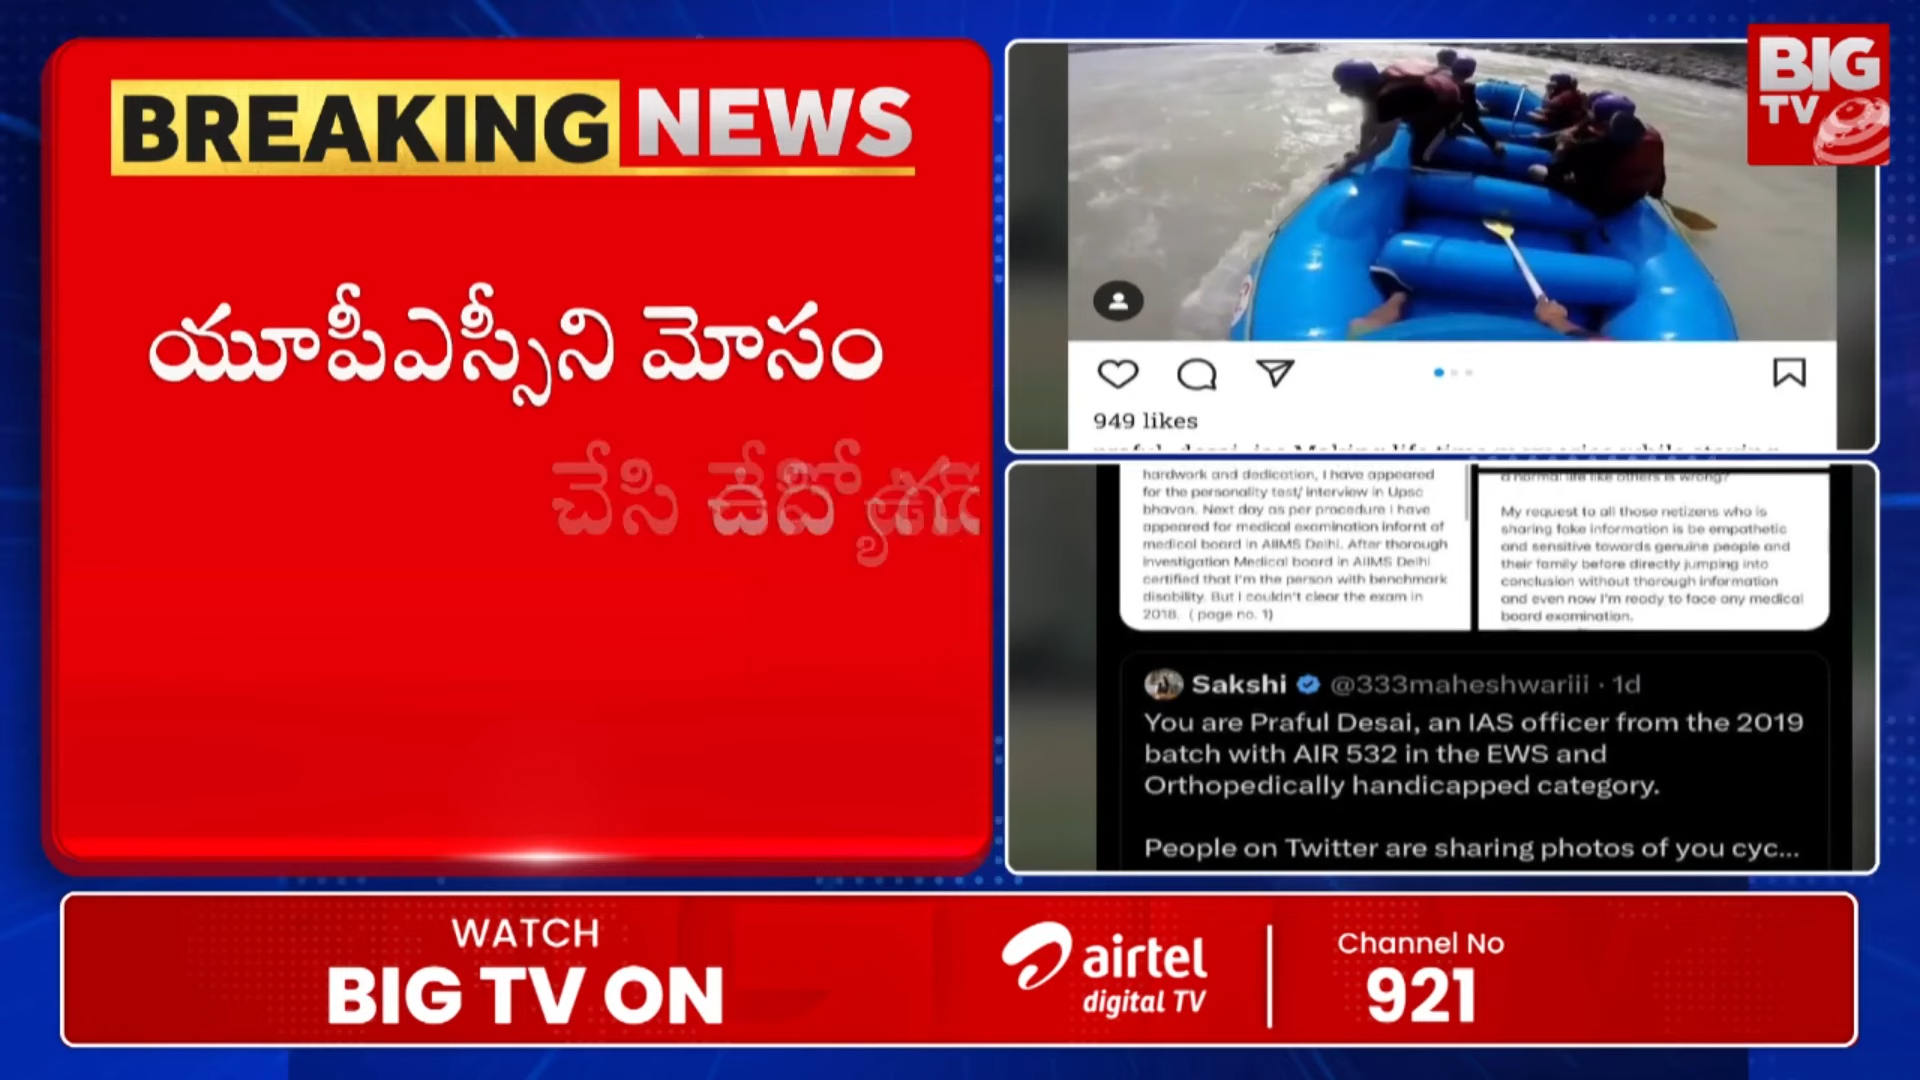 BREAKING NEWS
యూపీఎస్సీని మోసం
చేసి
BIG
TV
949 likes
hardwork and dedication, I have appeared
for the personality test/ interview in Upsc
bhavan. Next day as per procedure I have
appeared for medical examination infornt of
medical board in AIIMS Delhi. After thorough
investigation Medical board in AIIMS Delhi
certified that I'm the person with benchmark
disability. But I couldn't clear the exam in
2018. ( page no. 1)
a normal life like others is wrong?
My request to all those netizens who is
sharing fake information is be empathetic
and sensitive towards genuine people and
their family before directly jumping into
conclusion without thorough information
and even now I'm ready to face any medical
board examination.
Sakshi @333maheshwariii · 1d
You are Praful Desai, an IAS officer from the 2019
batch with AIR 532 in the EWS and
Orthopedically handicapped category.
People on Twitter are sharing photos of you cyc...
WATCH
BIG TV ON
airtel
digital TV
Channel No
921